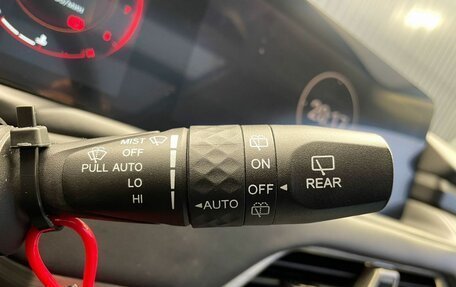 MIST
OFF
PULL AUTO
LO
HI
◄AUTO
ON
OFF ◄
REAR